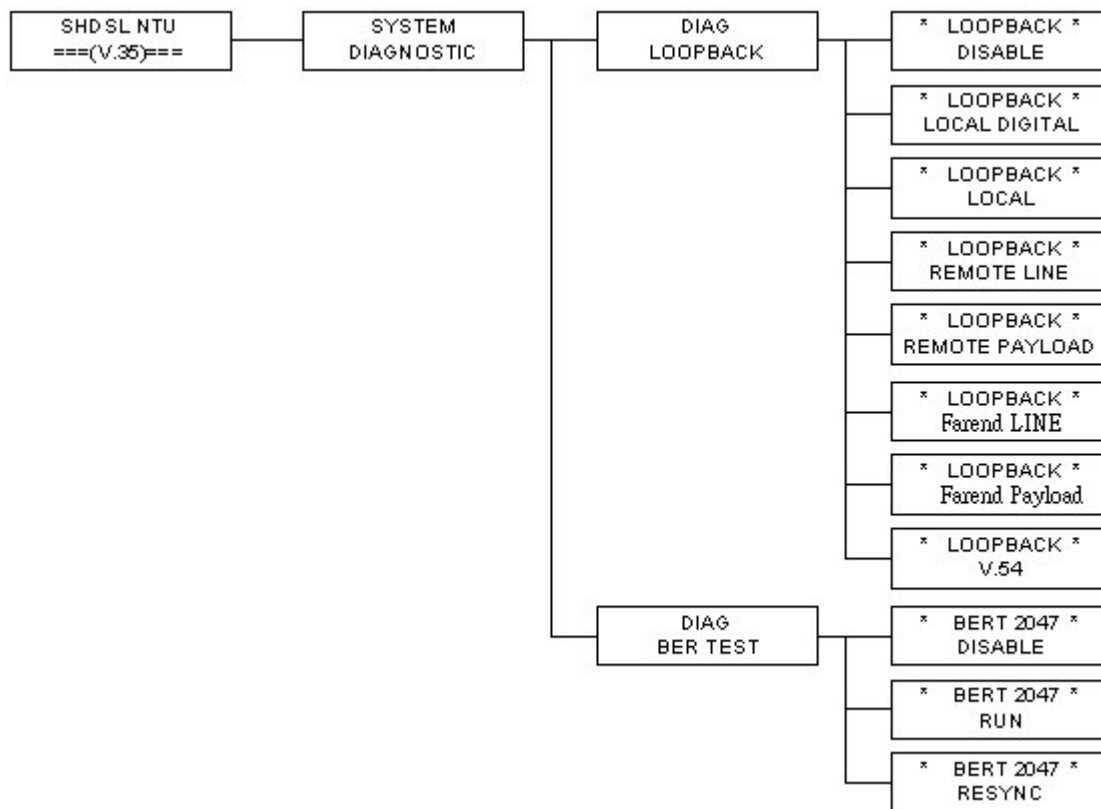 SHDSL NTU
===(V.35)===
SYSTEM
DIAGNOSTIC
DIAG
LOOPBACK
* LOOPBACK *
DISABLE
* LOOPBACK *
LOCAL DIGITAL
* LOOPBACK *
LOCAL
* LOOPBACK *
REMOTE LINE
* LOOPBACK *
REMOTE PAYLOAD
* LOOPBACK *
Farend LINE
* LOOPBACK *
Farend Payload
* LOOPBACK *
V.54
DIAG
BER TEST
* BERT 2047 *
DISABLE
* BERT 2047 *
RUN
* BERT 2047 *
RESYNC